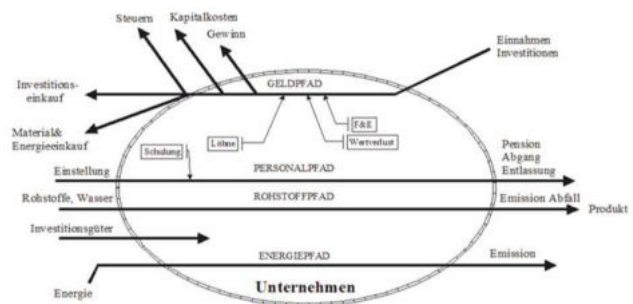 Steuern
Kapitalkosten
Gewinn
Einnahmen
Investitionen
GELDPFAD
Investitions-
einkauf
F&E
Löhne
Wertverlust
Material&
Energieeinkauf
Schulung
Pension
Abgang
Entlassung
Einstellung
PERSONALPFAD
Rohstoffe, Wasser
ROHSTOFFPFAD
Emission Abfall
Produkt
Investitionsgüter
ENERGIEPFAD
Emission
Energie
Unternehmen